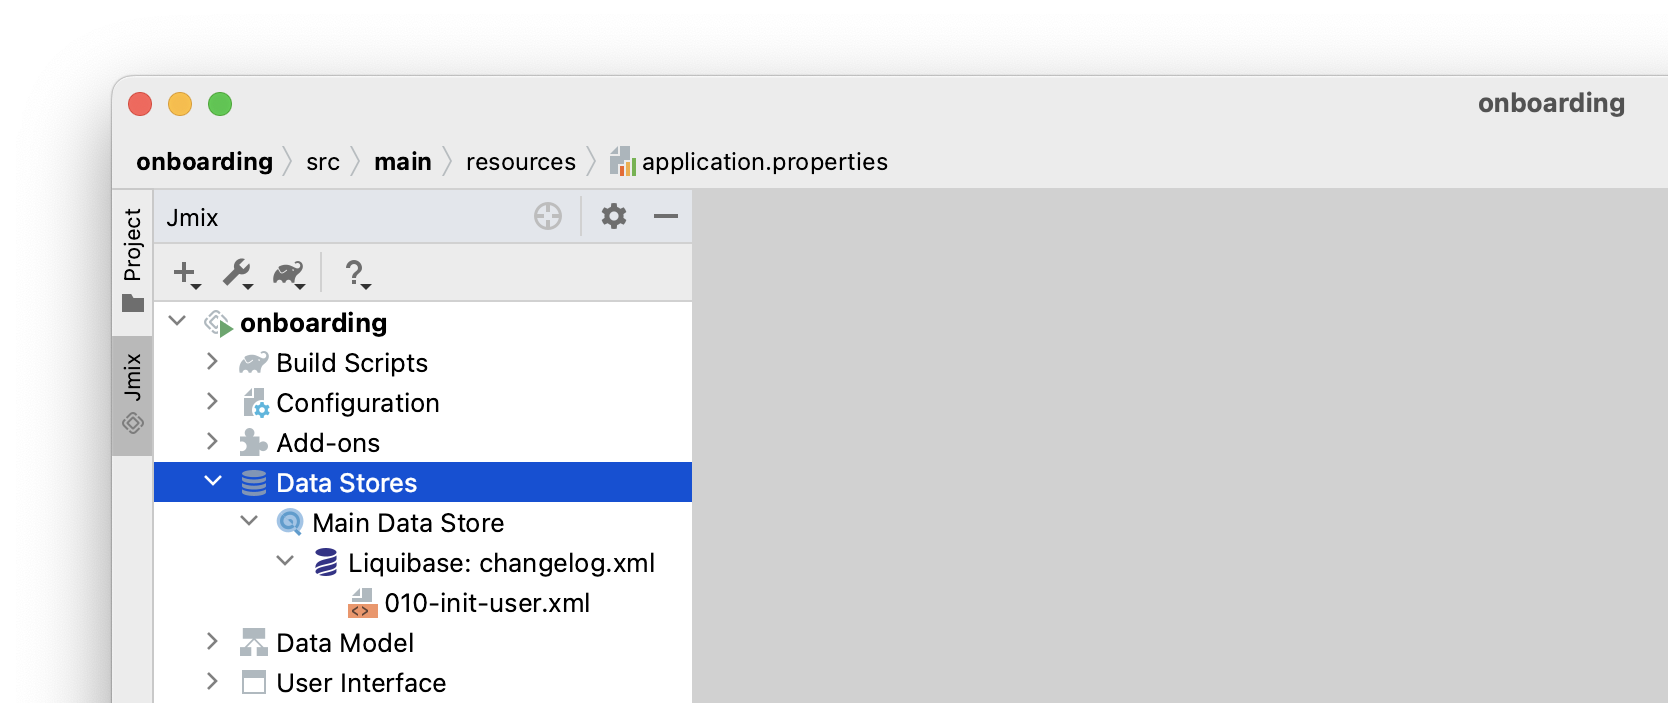 onboarding
onboarding src main resources application.properties
Project
Jmix
Jmix
?
onboarding
Build Scripts
Configuration
Add-ons
Data Stores
Main Data Store
Liquibase: changelog.xml
010-init-user.xml
Data Model
User Interface